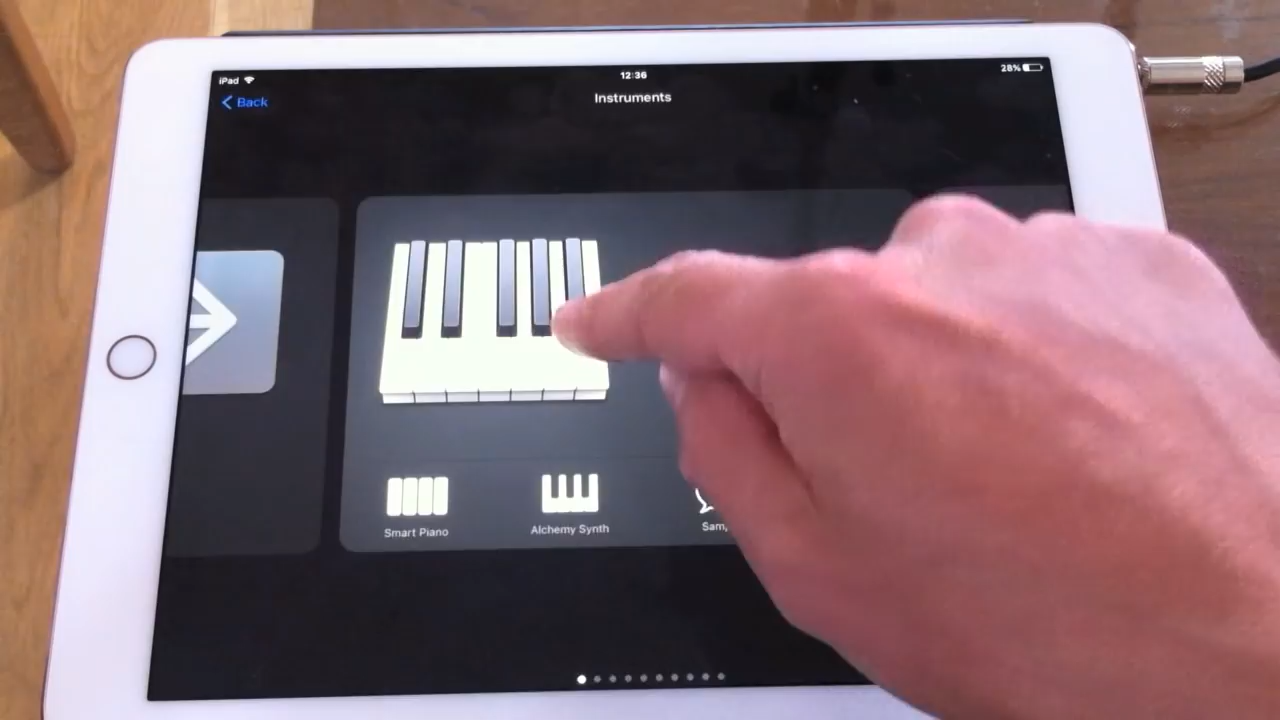 iPad
12:36
28%
Back
Instruments
Smart Piano
Alchemy Synth